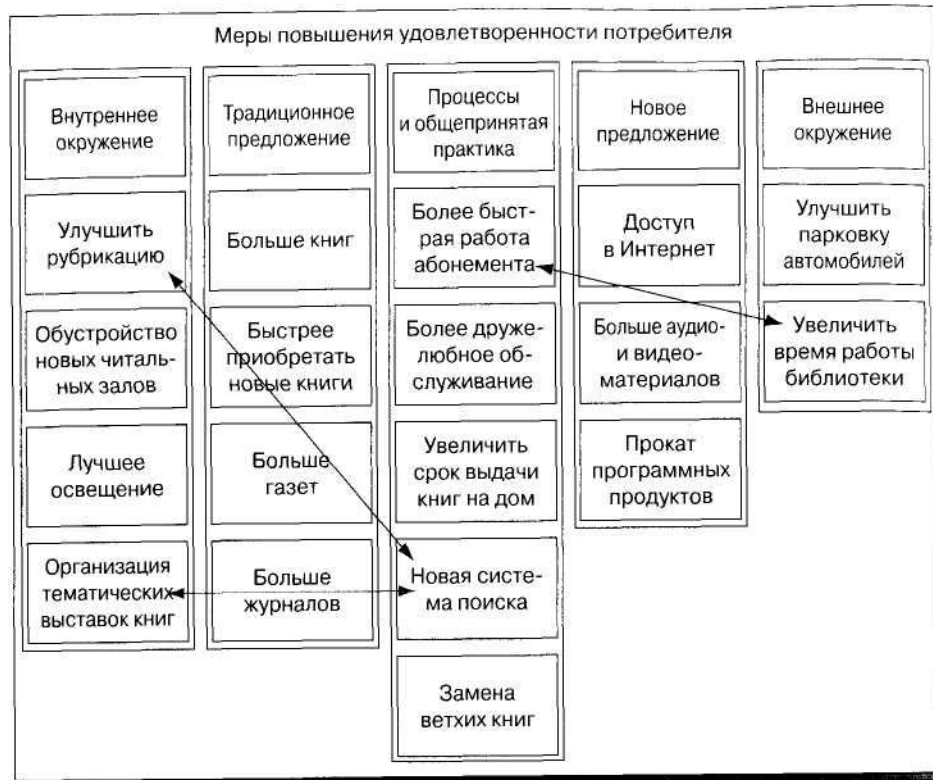 Меры повышения удовлетворенности потребителя
Внутреннее
окружение
Улучшить
рубрикацию
Обустройство
новых читаль-
ных залов
Лучшее
освещение
Организация
тематических
выставок книг
Традиционное
предложение
Больше книг
Быстрее
приобретать
новые книги
Больше
газет
Больше
журналов
Процессы
и общепринятая
практика
Более быст-
рая работа
абонемента
Более друже-
любное об-
служивание
Увеличить
срок выдачи
книг на дом
Новая систе-
ма поиска
Замена
ветхих книг
Новое
предложение
Доступ
в Интернет
Больше аудио-
и видео-
материалов
Прокат
программных
продуктов
Внешнее
окружение
Улучшить
парковку
автомобилей
Увеличить
время работы
библиотеки